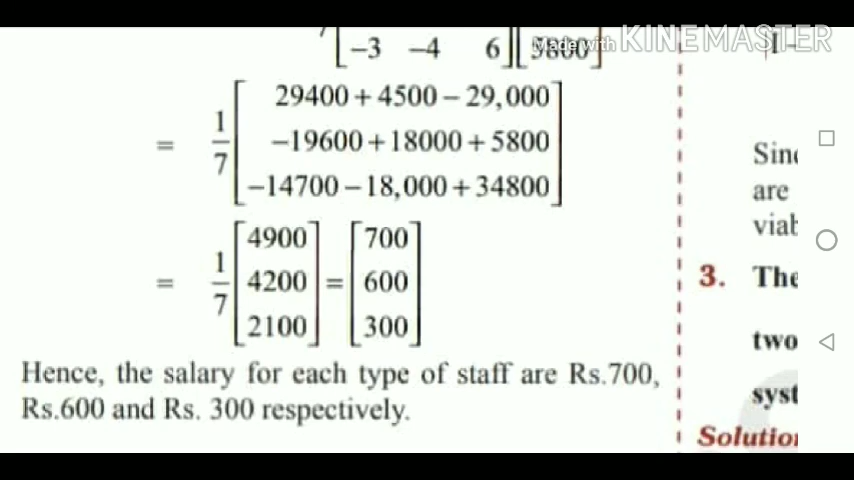 Made with KINEMASTER
[−3 −4 6][5800]
= 1/7 [29400 + 4500 − 29,000
−19600 + 18000 + 5800
−14700 − 18,000 + 34800]
= 1/7 [4900 4200 2100] = [700 600 300]
Hence, the salary for each type of staff are Rs.700,
Rs.600 and Rs. 300 respectively.
are
3. The
two